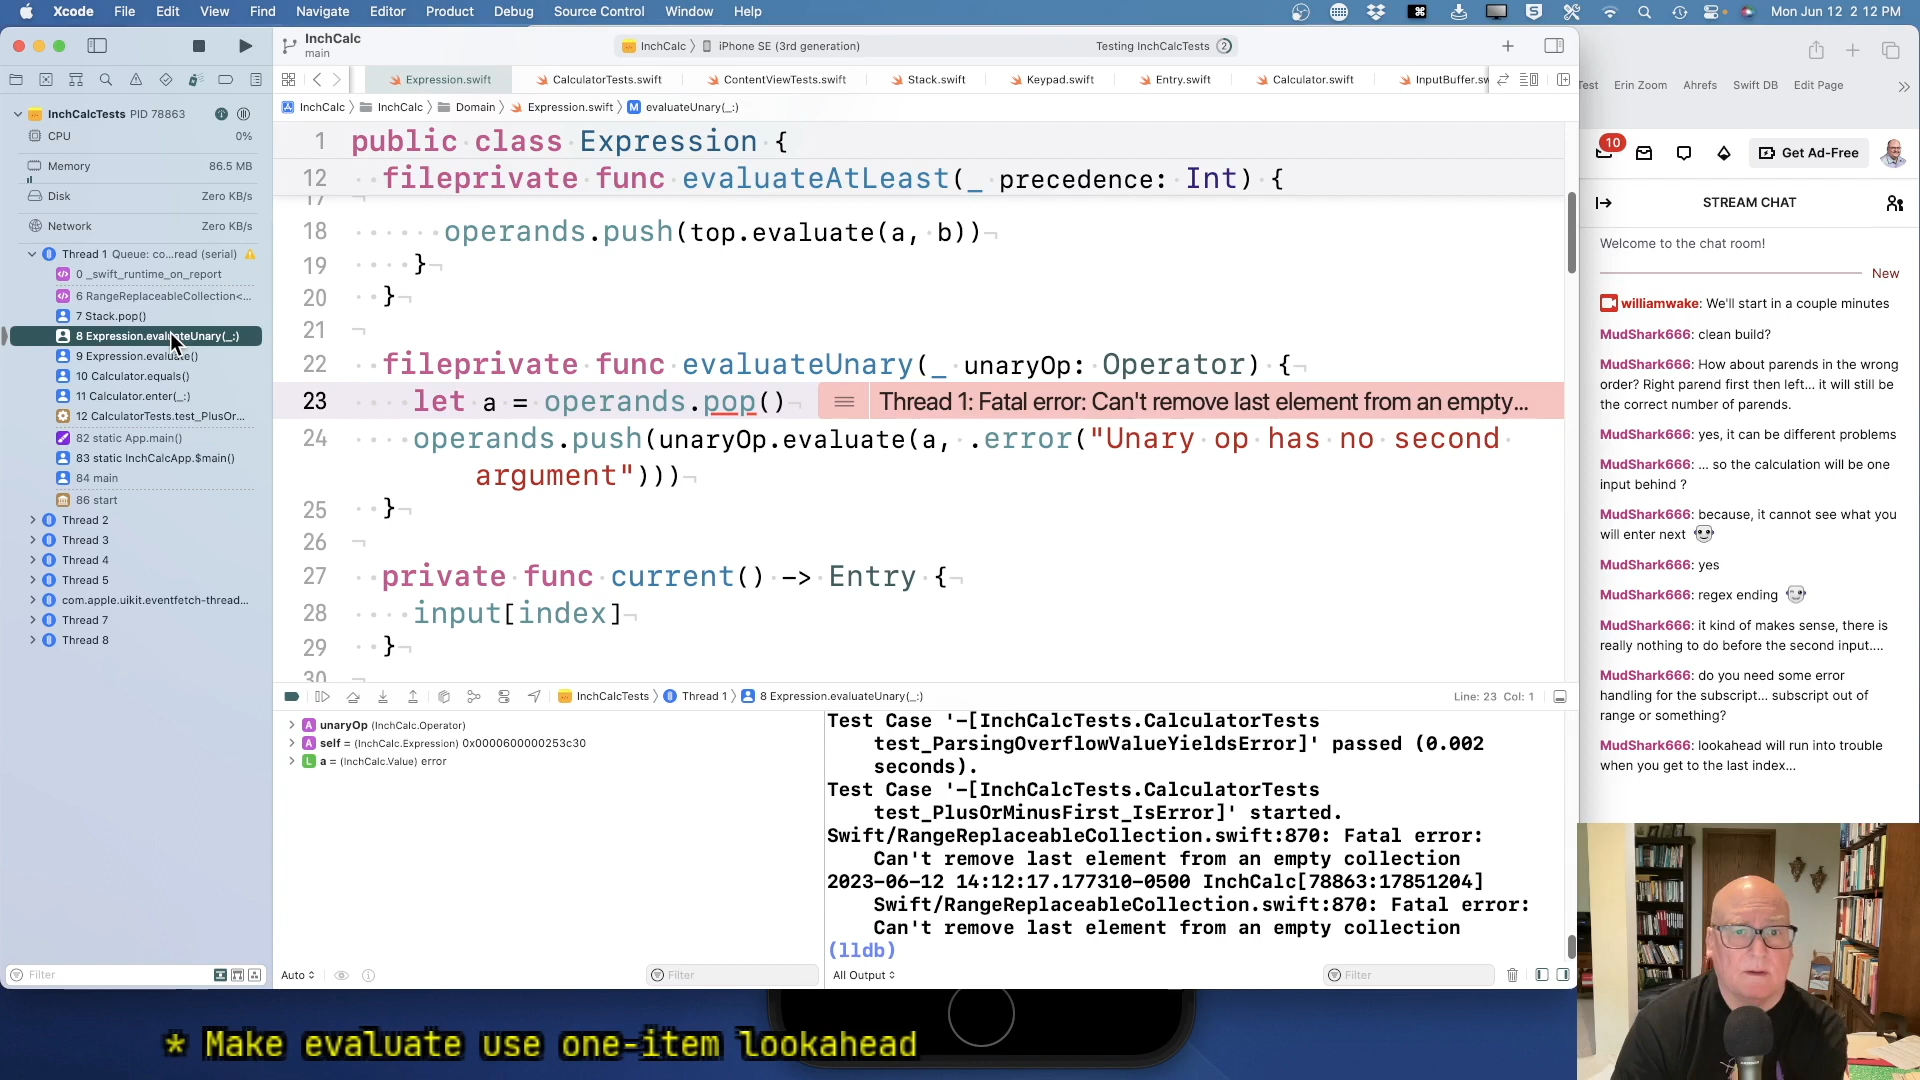 Xcode File Edit View Find Navigate Editor Product Debug Source Control Window Help
Mon Jun 12 2 12 PM
InchCalc
main
InchCalc 〉 iPhone SE (3rd generation)
Testing InchCalcTests 2
Expression.swift CalculatorTests.swift ContentViewTests.swift Stack.swift Keypad.swift Entry.swift Calculator.swift InputBuffer.sw
InchCalc 〉 InchCalc 〉 Domain 〉 Expression.swift 〉 M evaluateUnary(_:)
InchCalcTests PID 78863
CPU 0%
Memory 86.5 MB
Disk Zero KB/s
Network Zero KB/s
Thread 1 Queue: co...read (serial)
0 _swift_runtime_on_report
6 RangeReplaceableCollection<...
7 Stack.pop()
8 Expression.evaluateUnary(_:)
9 Expression.evaluate()
10 Calculator.equals()
11 Calculator.enter(_:)
12 CalculatorTests.test_PlusOr...
82 static App.main()
83 static InchCalcApp.$main()
84 main
86 start
Thread 2
Thread 3
Thread 4
Thread 5
com.apple.uikit.eventfetch-thread...
Thread 7
Thread 8
Filter
1 public class Expression {
12 fileprivate func evaluateAtLeast(_ precedence: Int) {
17
18 operands.push(top.evaluate(a, b))
19 }
20 }
21
22 fileprivate func evaluateUnary(_ unaryOp: Operator) {
23 let a = operands.pop() Thread 1: Fatal error: Can't remove last element from an empty...
24 operands.push(unaryOp.evaluate(a, .error("Unary op has no second
argument")))
25 }
26
27 private func current() -> Entry {
28 input[index]
29 }
30
InchCalcTests 〉 Thread 1 〉 8 Expression.evaluateUnary(_:)
Line: 23 Col: 1
A unaryOp (InchCalc.Operator)
A self = (InchCalc.Expression) 0x0000600000253c30
L a = (InchCalc.Value) error
Auto
Filter
Test Case '-[InchCalcTests.CalculatorTests
test_ParsingOverflowValueYieldsError]' passed (0.002
seconds).
Test Case '-[InchCalcTests.CalculatorTests
test_PlusOrMinusFirst_IsError]' started.
Swift/RangeReplaceableCollection.swift:870: Fatal error:
Can't remove last element from an empty collection
2023-06-12 14:12:17.177310-0500 InchCalc[78863:17851204]
Swift/RangeReplaceableCollection.swift:870: Fatal error:
Can't remove last element from an empty collection
(lldb)
All Output
Filter
* Make evaluate use one-item lookahead
Test Erin Zoom Ahrefs Swift DB Edit Page
10
Get Ad-Free
STREAM CHAT
Welcome to the chat room!
New
williamwake: We'll start in a couple minutes
MudShark666: clean build?
MudShark666: How about parends in the wrong
order? Right parend first then left... it will still be
the correct number of parends.
MudShark666: yes, it can be different problems
MudShark666: ... so the calculation will be one
input behind ?
MudShark666: because, it cannot see what you
will enter next
MudShark666: yes
MudShark666: regex ending
MudShark666: it kind of makes sense, there is
really nothing to do before the second input....
MudShark666: do you need some error
handling for the subscript... subscript out of
range or something?
MudShark666: lookahead will run into trouble
when you get to the last index...